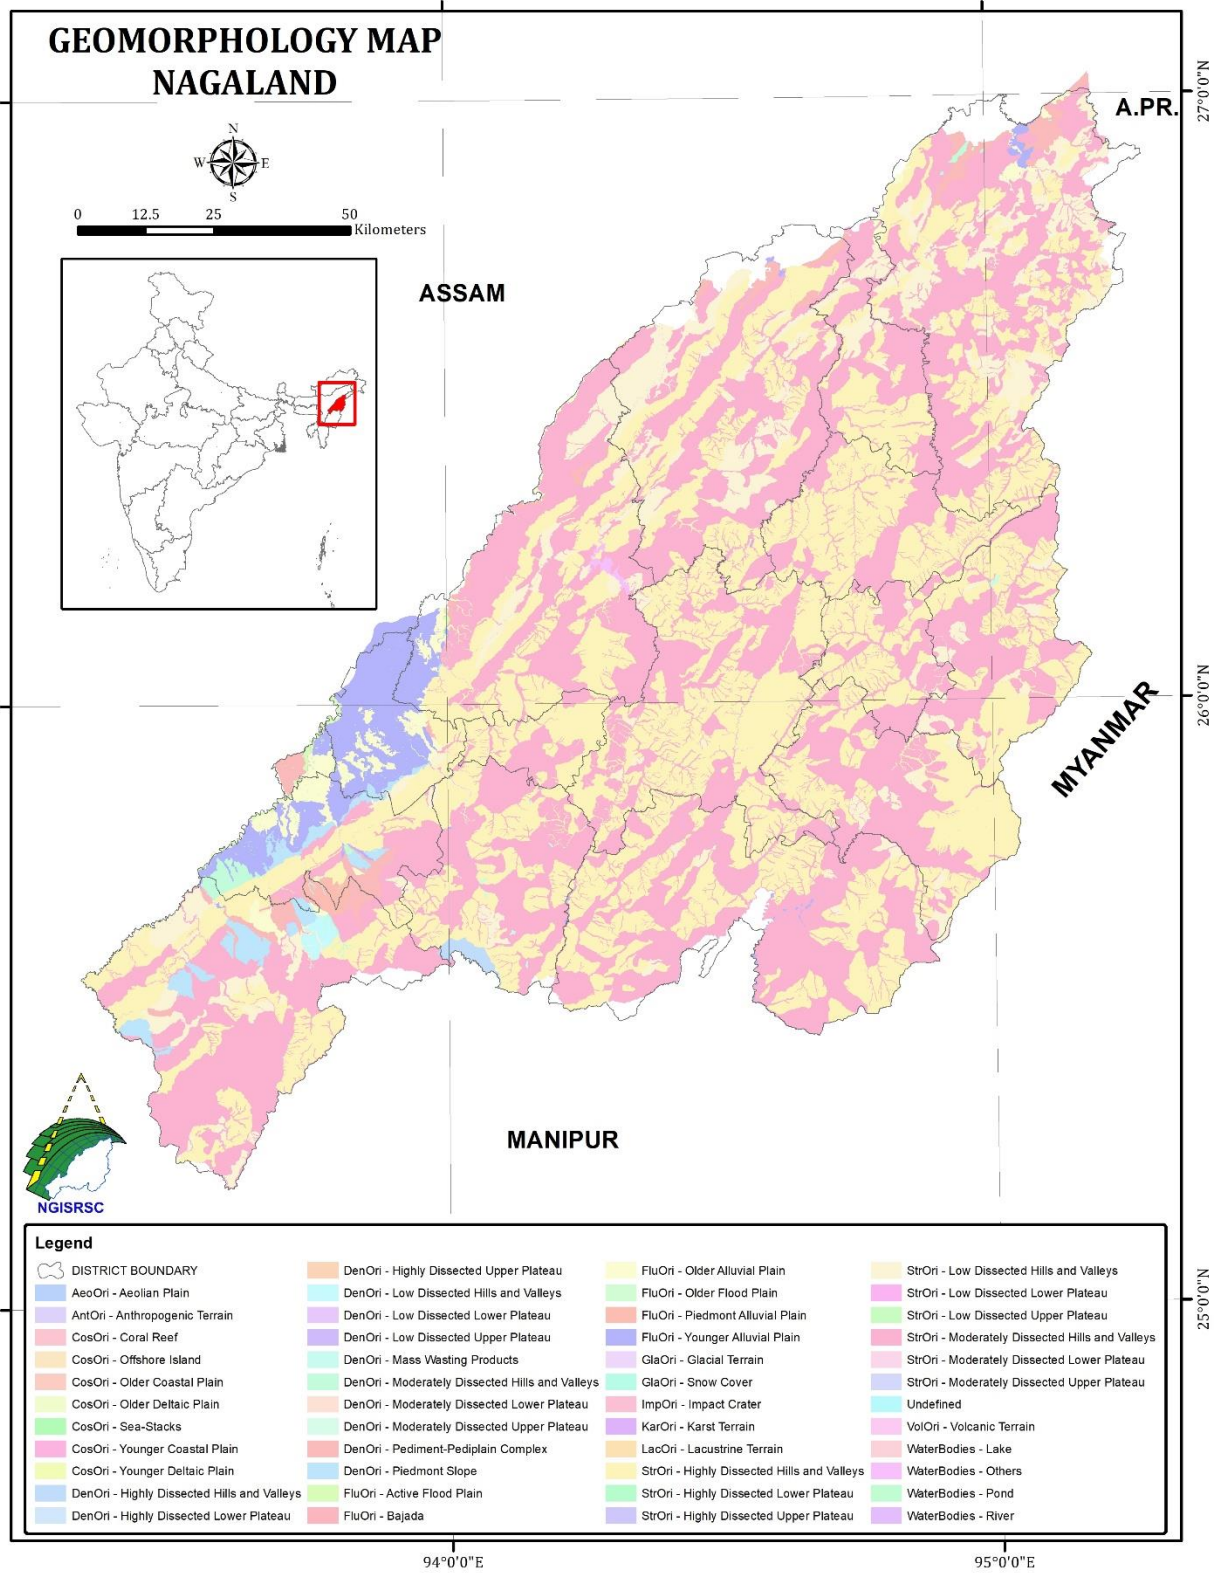 GEOMORPHOLOGY MAP
NAGALAND
N
W E
S
0 12.5 25 50
Kilometers
A.PR.
ASSAM
MYANMAR
MANIPUR
27°0'0"N
26°0'0"N
25°0'0"N
NGISRSC
Legend
DISTRICT BOUNDARY
AeoOri - Aeolian Plain
AntOri - Anthropogenic Terrain
CosOri - Coral Reef
CosOri - Offshore Island
CosOri - Older Coastal Plain
CosOri - Older Deltaic Plain
CosOri - Sea-Stacks
CosOri - Younger Coastal Plain
CosOri - Younger Deltaic Plain
DenOri - Highly Dissected Hills and Valleys
DenOri - Highly Dissected Lower Plateau
DenOri - Highly Dissected Upper Plateau
DenOri - Low Dissected Hills and Valleys
DenOri - Low Dissected Lower Plateau
DenOri - Low Dissected Upper Plateau
DenOri - Mass Wasting Products
DenOri - Moderately Dissected Hills and Valleys
DenOri - Moderately Dissected Lower Plateau
DenOri - Moderately Dissected Upper Plateau
DenOri - Pediment-Pediplain Complex
DenOri - Piedmont Slope
FluOri - Active Flood Plain
FluOri - Bajada
FluOri - Older Alluvial Plain
FluOri - Older Flood Plain
FluOri - Piedmont Alluvial Plain
FluOri - Younger Alluvial Plain
GlaOri - Glacial Terrain
GlaOri - Snow Cover
ImpOri - Impact Crater
KarOri - Karst Terrain
LacOri - Lacustrine Terrain
StrOri - Highly Dissected Hills and Valleys
StrOri - Highly Dissected Lower Plateau
StrOri - Highly Dissected Upper Plateau
StrOri - Low Dissected Hills and Valleys
StrOri - Low Dissected Lower Plateau
StrOri - Low Dissected Upper Plateau
StrOri - Moderately Dissected Hills and Valleys
StrOri - Moderately Dissected Lower Plateau
StrOri - Moderately Dissected Upper Plateau
Undefined
VolOri - Volcanic Terrain
WaterBodies - Lake
WaterBodies - Others
WaterBodies - Pond
WaterBodies - River
94°0'0"E
95°0'0"E